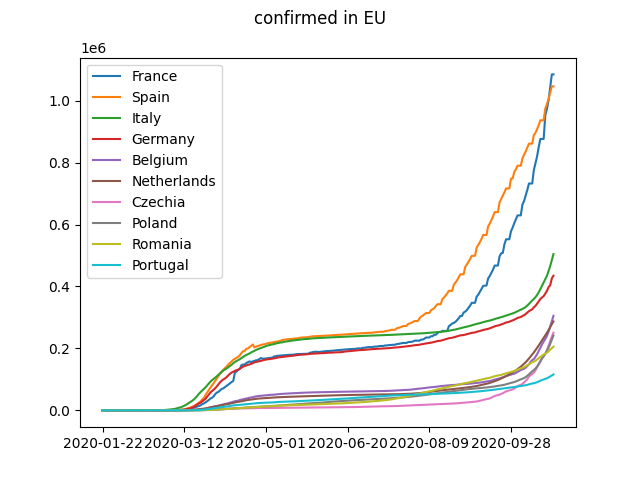 confirmed in EU
1e6
France
Spain
Italy
Germany
Belgium
Netherlands
Czechia
Poland
Romania
Portugal
1.0
0.8
0.6
0.4
0.2
0.0
2020-01-22 2020-03-12 2020-05-01 2020-06-20 2020-08-09 2020-09-28